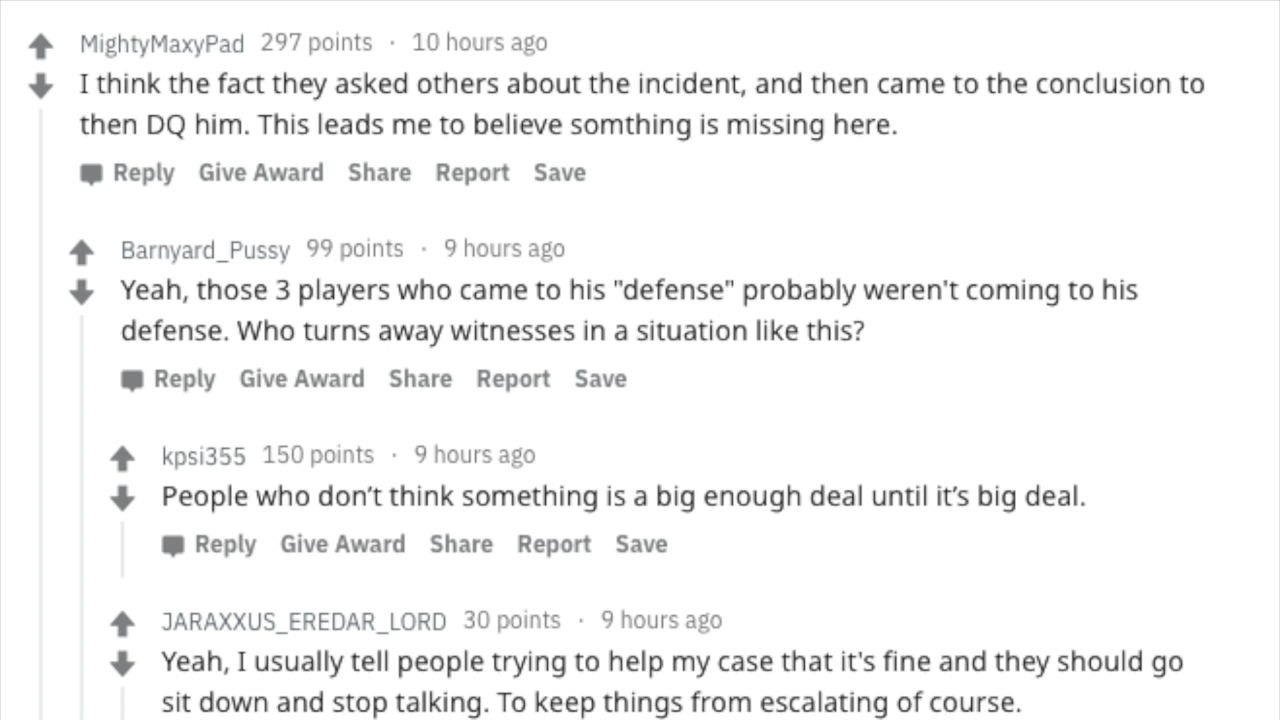 MightyMaxyPad 297 points · 10 hours ago
I think the fact they asked others about the incident, and then came to the conclusion to
then DQ him. This leads me to believe somthing is missing here.
Reply Give Award Share Report Save
Barnyard_Pussy 99 points · 9 hours ago
Yeah, those 3 players who came to his "defense" probably weren't coming to his
defense. Who turns away witnesses in a situation like this?
Reply Give Award Share Report Save
kpsi355 150 points · 9 hours ago
People who don’t think something is a big enough deal until it’s big deal.
Reply Give Award Share Report Save
JARAXXUS_EREDAR_LORD 30 points · 9 hours ago
Yeah, I usually tell people trying to help my case that it's fine and they should go
sit down and stop talking. To keep things from escalating of course.